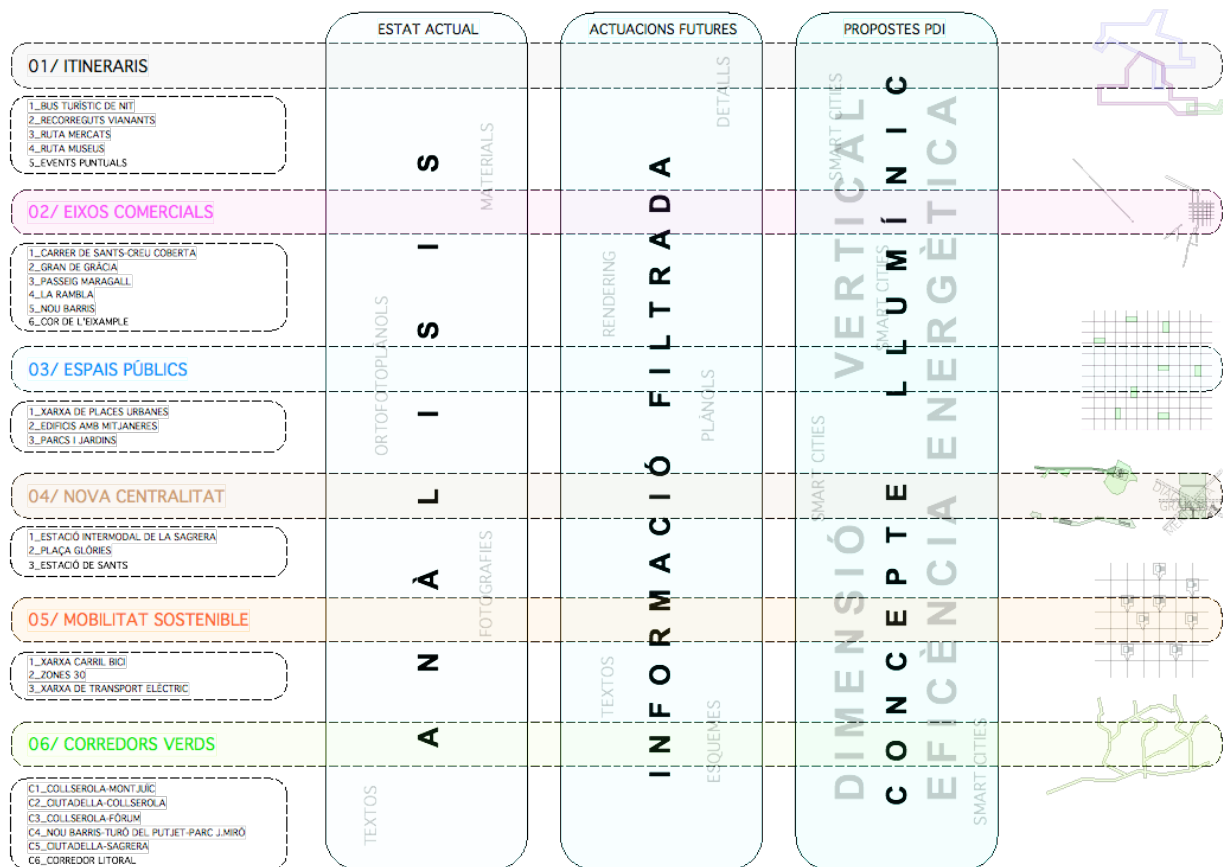 ESTAT ACTUAL
ACTUACIONS FUTURES
PROPOSTES PDI
01/ ITINERARIS
1_BUS TURÍSTIC DE NIT
2_RECORREGUTS VIANANTS
3_RUTA MERCATS
4_RUTA MUSEUS
5_EVENTS PUNTUALS
02/ EIXOS COMERCIALS
1_CARRER DE SANTS-CREU COBERTA
2_GRAN DE GRÀCIA
3_PASSEIG MARAGALL
4_LA RAMBLA
5_NOU BARRIS
6_COR DE L'EIXAMPLE
03/ ESPAIS PÚBLICS
1_XARXA DE PLACES URBANES
2_EDIFICIS AMB MITJANERES
3_PARCS I JARDINS
04/ NOVA CENTRALITAT
1_ESTACIÓ INTERMODAL DE LA SAGRERA
2_PLAÇA GLÒRIES
3_ESTACIÓ DE SANTS
05/ MOBILITAT SOSTENIBLE
1_XARXA CARRIL BICI
2_ZONES 30
3_XARXA DE TRANSPORT ELÈCTRIC
06/ CORREDORS VERDS
C1_COLLSEROLA-MONTJUÏC
C2_CIUTADELLA-COLLSEROLA
C3_COLLSEROLA-FÒRUM
C4_NOU BARRIS-TURÓ DEL PUTJET-PARC J.MIRÓ
C5_CIUTADELLA-SAGRERA
C6_CORREDOR LITORAL
ANÀLISIS
MATERIALS
ORTOFOTOPLÀNOLS
FOTOGRAFIES
TEXTOS
INFORMACIÓ FILTRADA
DETALLS
RENDERING
PLÀNOLS
TEXTOS
ESQUEMES
CONCEPTE LLUMÍNIC
DIMENSIÓ VERTICAL
EFICÈNCIA ENERGÈTICA
SMART CITIES
SMART CITIES
SMART CITIES
SMART CITIES